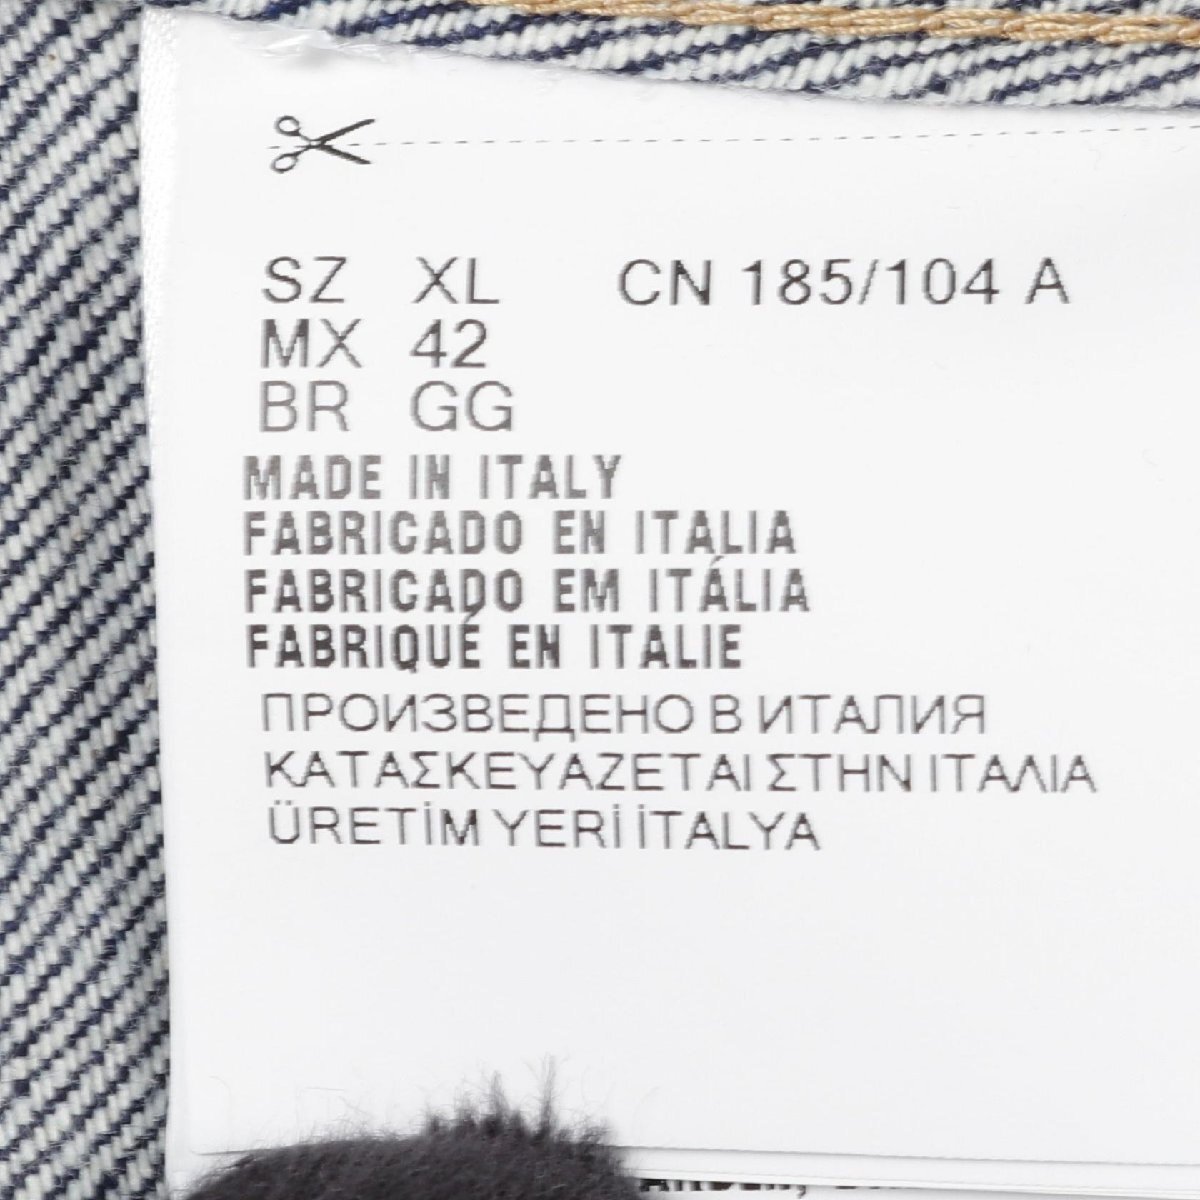 SZ XL CN 185/104 A
MX 42
BR GG
MADE IN ITALY
FABRICADO EN ITALIA
FABRICADO EM ITÁLIA
FABRIQUÉ EN ITALIE
ПРОИЗВЕДЕНО В ИТАЛИЯ
ΚΑΤΑΣΚΕΥΑΖΕΤΑΙ ΣΤΗΝ ΙΤΑΛΙΑ
ÜRETİM YERİ İTALYA